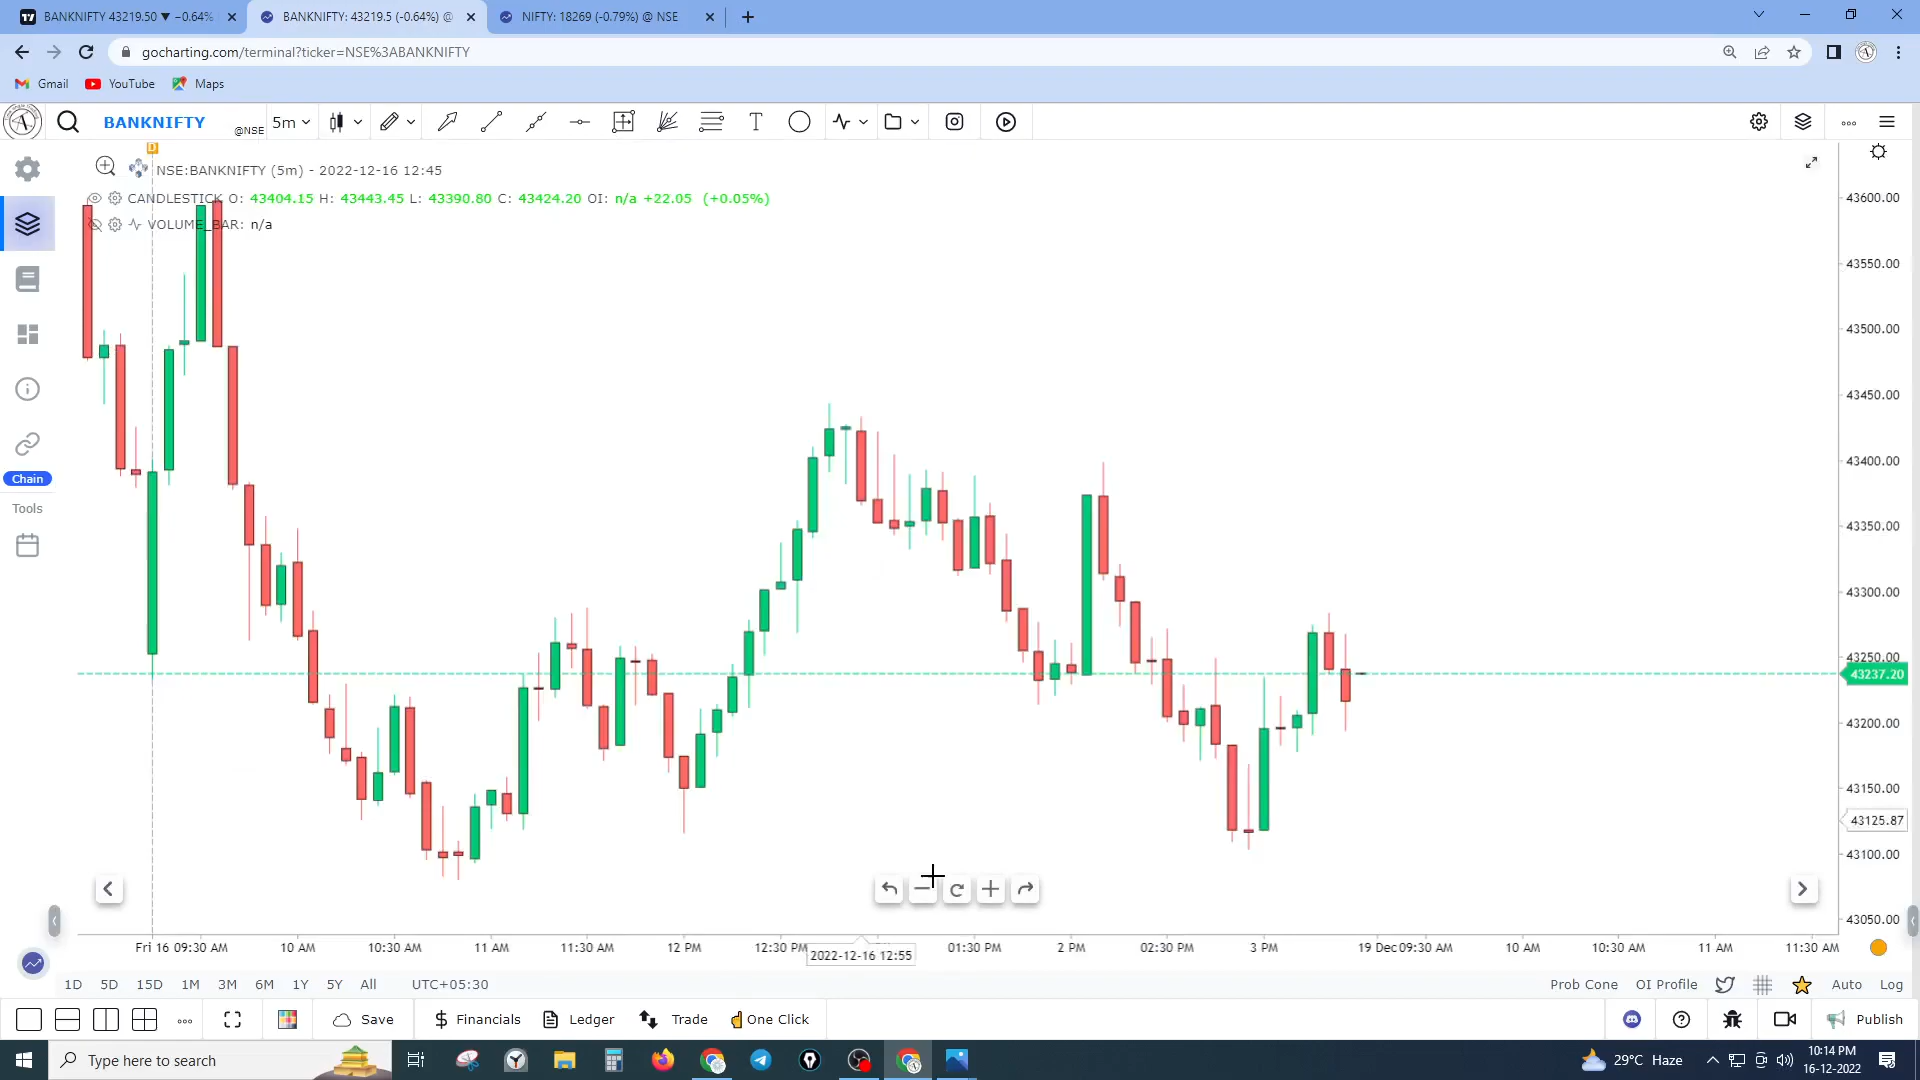 BANKNIFTY 43219.50 ▼ −0.64%
BANKNIFTY: 43219.5 (-0.64%) @
NIFTY: 18269 (-0.79%) @ NSE
gocharting.com/terminal?ticker=NSE%3ABANKNIFTY
Gmail
YouTube
Maps
BANKNIFTY @NSE 5m
D
NSE:BANKNIFTY (5m) - 2022-12-16 12:45
CANDLESTICK O: 43404.15 H: 43443.45 L: 43390.80 C: 43424.20 OI: n/a +22.05 (+0.05%)
VOLUME_BAR: n/a
Chain
Tools
43600.00
43550.00
43500.00
43450.00
43400.00
43350.00
43300.00
43250.00
43237.20
43200.00
43150.00
43125.87
43100.00
43050.00
Fri 16 09:30 AM 10 AM 10:30 AM 11 AM 11:30 AM 12 PM 12:30 PM 01:30 PM 2 PM 02:30 PM 3 PM 19 Dec 09:30 AM 10 AM 10:30 AM 11 AM 11:30 AM
2022-12-16 12:55
1D 5D 15D 1M 3M 6M 1Y 5Y All UTC+05:30
Prob Cone OI Profile Auto Log
Save Financials Ledger Trade One Click Publish
Type here to search
29°C Haze
10:14 PM
16-12-2022